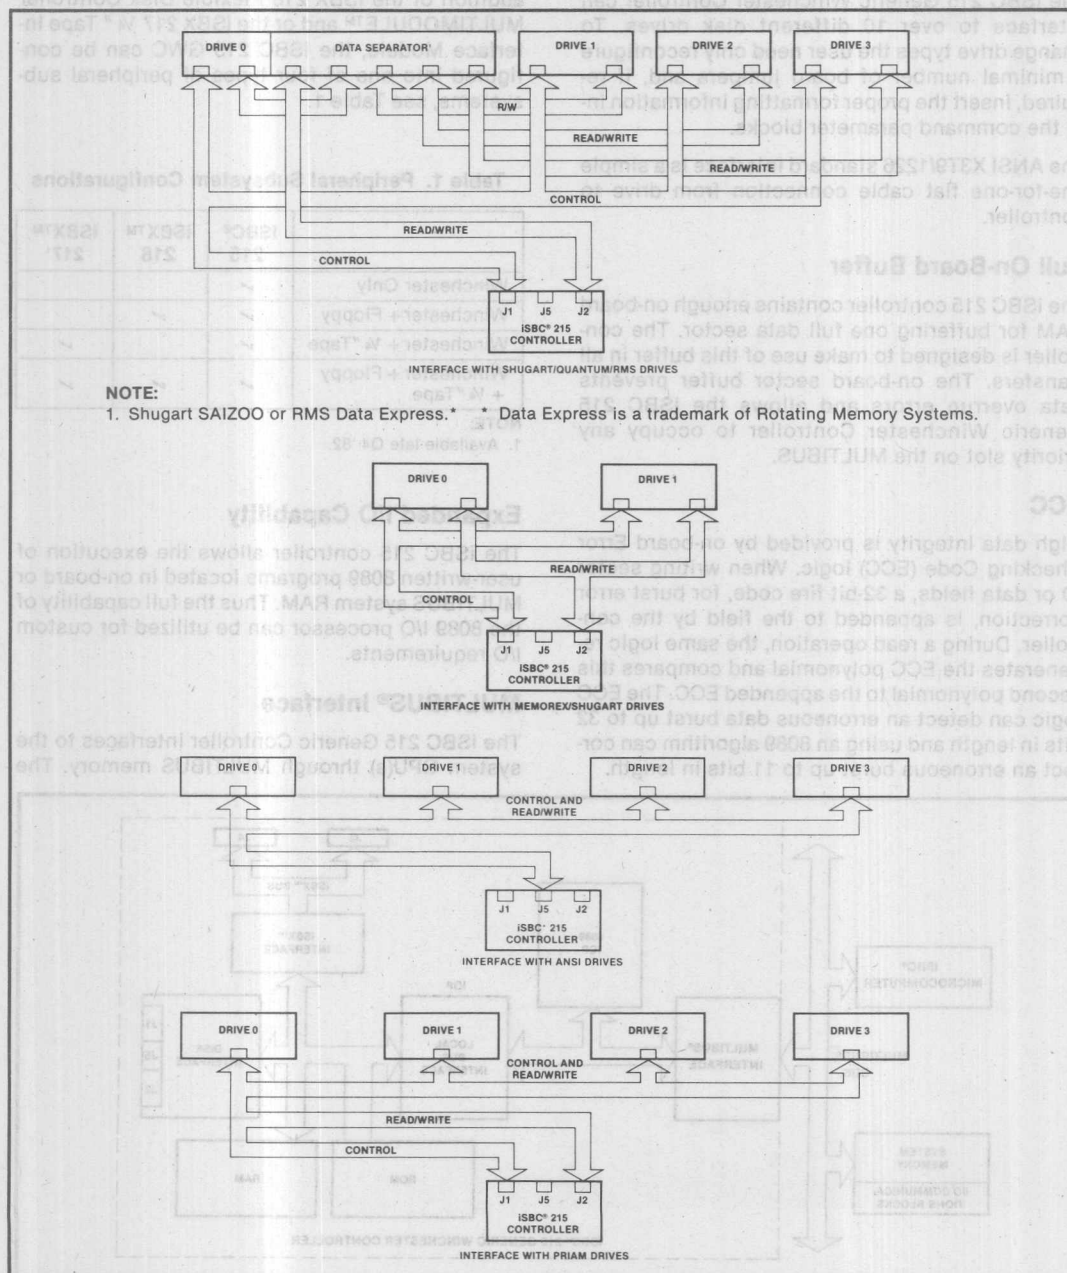 DRIVE 0 DATA SEPARATOR¹ DRIVE 1 DRIVE 2 DRIVE 3
R/W
READ/WRITE
READ/WRITE
CONTROL
READ/WRITE
CONTROL
J1 J5 J2
iSBC® 215
CONTROLLER
INTERFACE WITH SHUGART/QUANTUM/RMS DRIVES
NOTE:
1. Shugart SAIZOO or RMS Data Express.* * Data Express is a trademark of Rotating Memory Systems.
DRIVE 0 DRIVE 1
READ/WRITE
CONTROL
J1 J5 J2
iSBC® 215
CONTROLLER
INTERFACE WITH MEMOREX/SHUGART DRIVES
DRIVE 0 DRIVE 1 DRIVE 2 DRIVE 3
CONTROL AND
READ/WRITE
J1 J5 J2
iSBC® 215
CONTROLLER
INTERFACE WITH ANSI DRIVES
DRIVE 0 DRIVE 1 DRIVE 2 DRIVE 3
CONTROL AND
READ/WRITE
READ/WRITE
CONTROL
J1 J5 J2
iSBC® 215
CONTROLLER
INTERFACE WITH PRIAM DRIVES